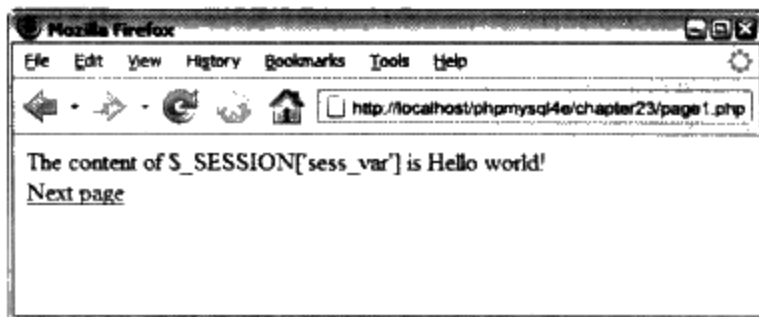 Mozilla Firefox
File Edit View History Bookmarks Tools Help
http://localhost/phpmysql4e/chapter23/page1.php
The content of $_SESSION['sess_var'] is Hello world!
Next page